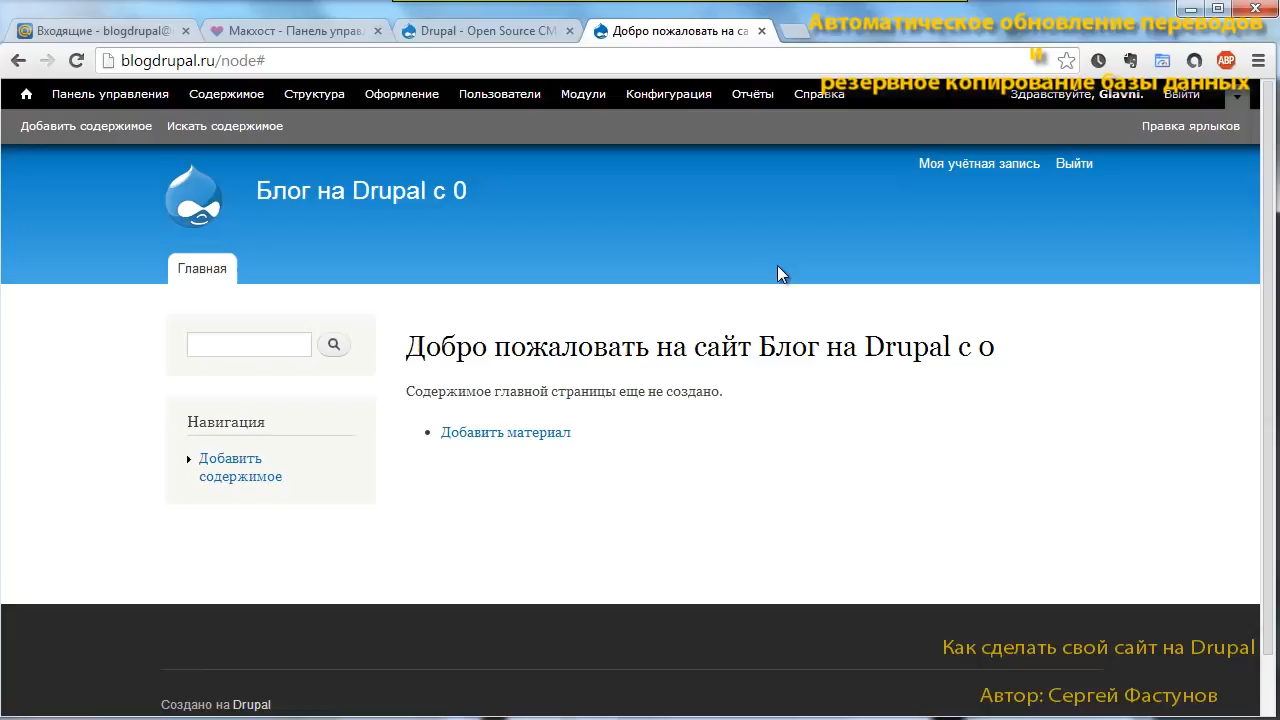 Входящие - blogdrupal@
Макхост - Панель управл
Drupal - Open Source CM
Добро пожаловать на са
Автоматическое обновление переводов
и
резервное копирование базы данных
blogdrupal.ru/node#
ABP
Панель управления Содержимое Структура Оформление Пользователи Модули Конфигурация Отчёты Справка Здравствуйте, Glavni. Выйти
Добавить содержимое Искать содержимое Правка ярлыков
Моя учётная запись Выйти
Блог на Drupal с 0
Главная
Добро пожаловать на сайт Блог на Drupal с 0
Содержимое главной страницы еще не создано.
Добавить материал
Навигация
Добавить
содержимое
Как сделать свой сайт на Drupal
Автор: Сергей Фастунов
Создано на Drupal